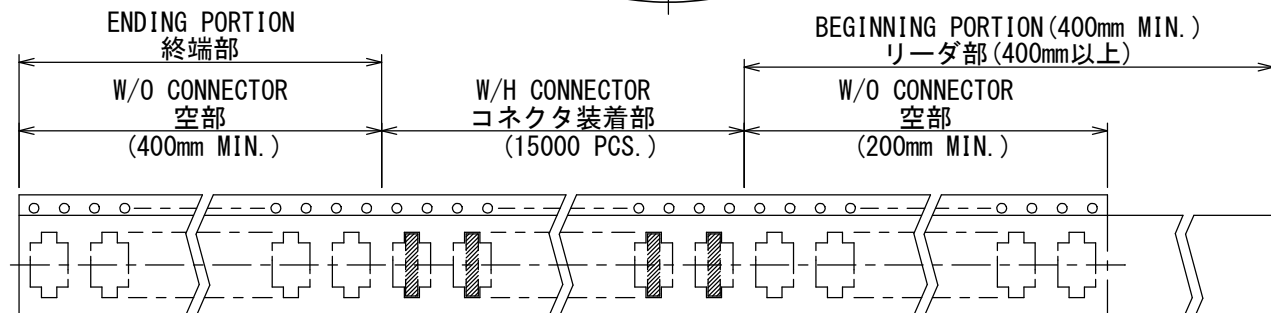 ENDING PORTION
終端部
BEGINNING PORTION(400mm MIN.)
リーダ部(400mm以上)
W/O CONNECTOR
空部
(400mm MIN.)
W/H CONNECTOR
コネクタ装着部
(15000 PCS.)
W/O CONNECTOR
空部
(200mm MIN.)